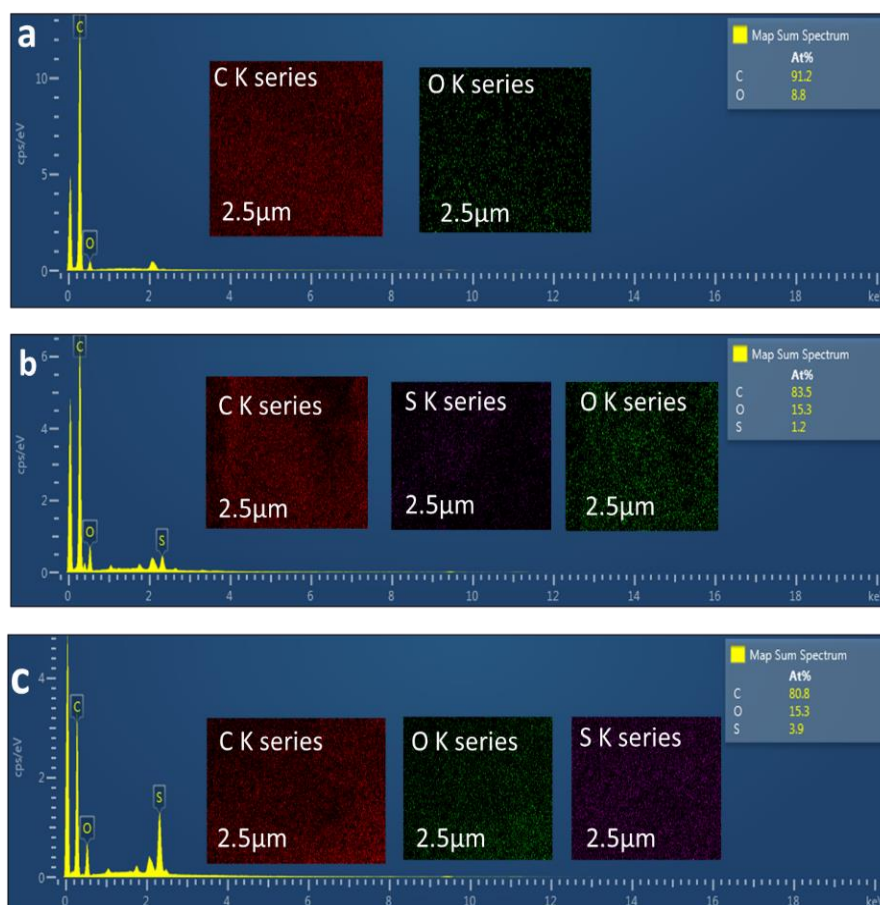 a
C
Map Sum Spectrum
At%
C 91.2
O 8.8
C K series
O K series
2.5µm
2.5µm
10
5
0
cps/eV
O
0 2 4 6 8 10 12 14 16 18 ke
b
C
Map Sum Spectrum
At%
C 83.5
O 15.3
S 1.2
C K series
S K series
O K series
2.5µm
2.5µm
2.5µm
6
4
2
0
cps/eV
O
S
0 2 4 6 8 10 12 14 16 18 ke
c
Map Sum Spectrum
At%
C 80.8
O 15.3
S 3.9
C
C K series
O K series
S K series
2.5µm
2.5µm
2.5µm
4
2
0
cps/eV
O
S
0 2 4 6 8 10 12 14 16 18 ke